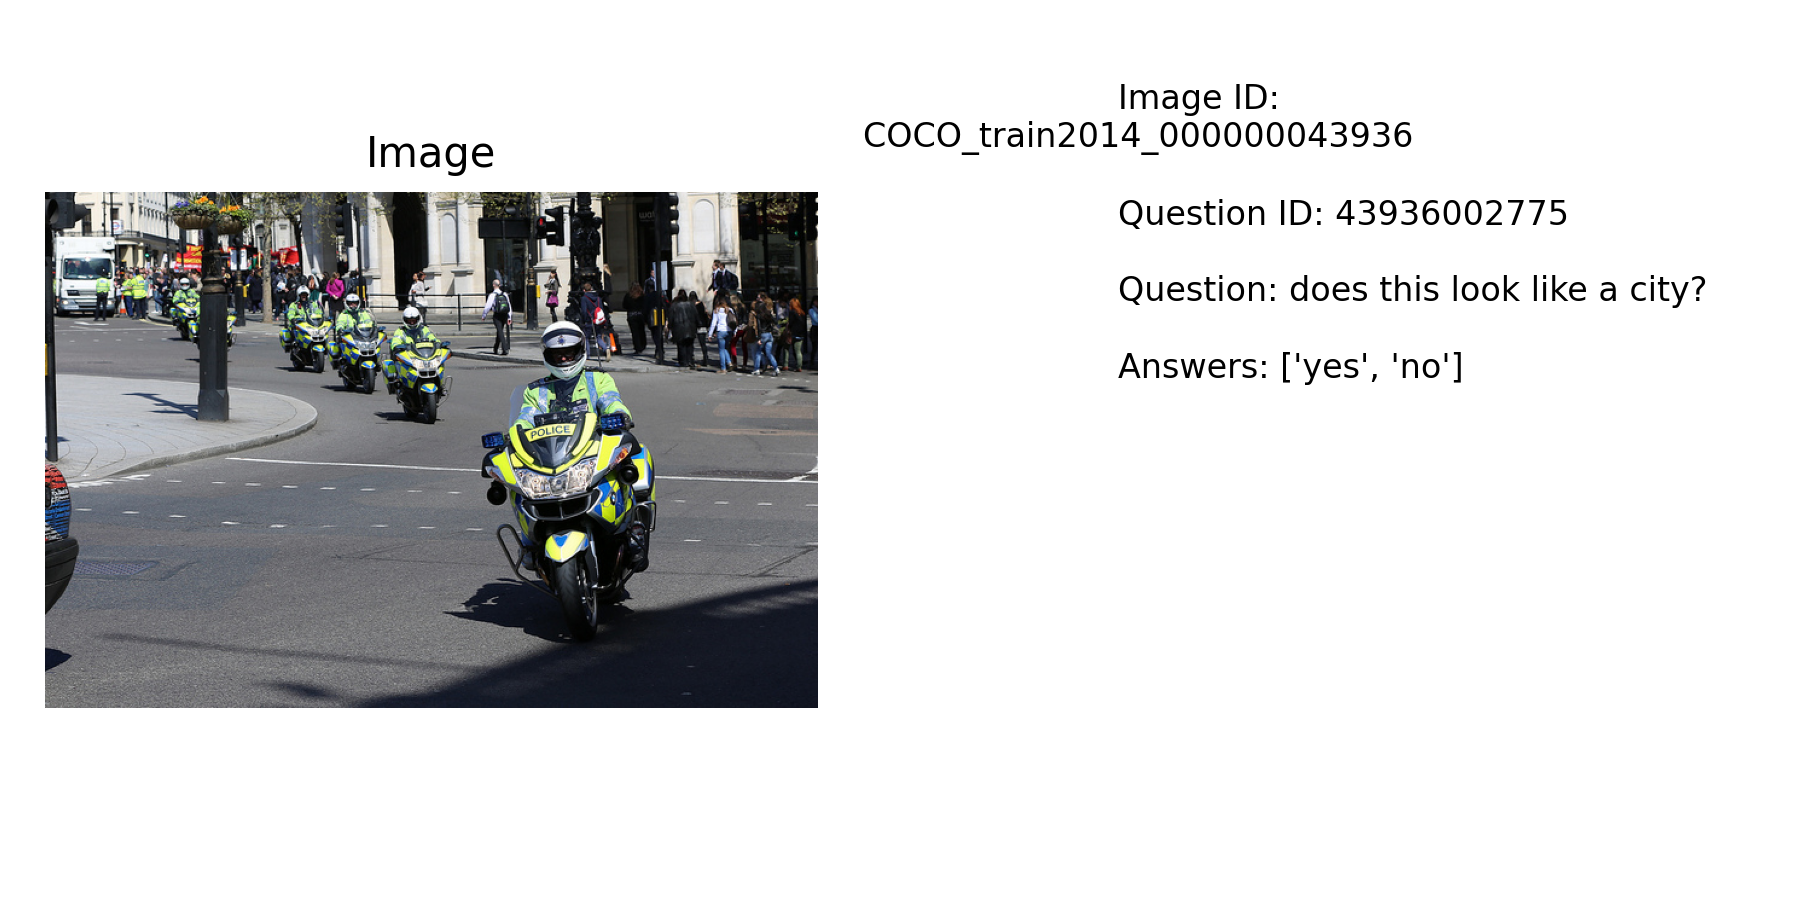 Image
Image ID:
COCO_train2014_000000043936
Question ID: 43936002775
Question: does this look like a city?
Answers: ['yes', 'no']
POLICE